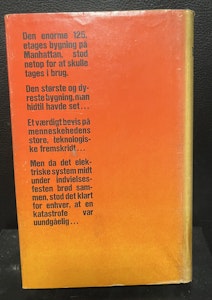 Den enorme 125.
etages bygning på
Manhattan, stod
netop for at skulle
tages i brug.
Den største og dy-
reste bygning, man
hidtil havde set...
Et værdigt bevis på
menneskehedens
store, teknologis-
ke fremskridt...
Men da det elek-
triske system midt
under indvielses-
festen brød sam-
men, stod det klart
for enhver, at en
katastrofe var
uundgåelig...